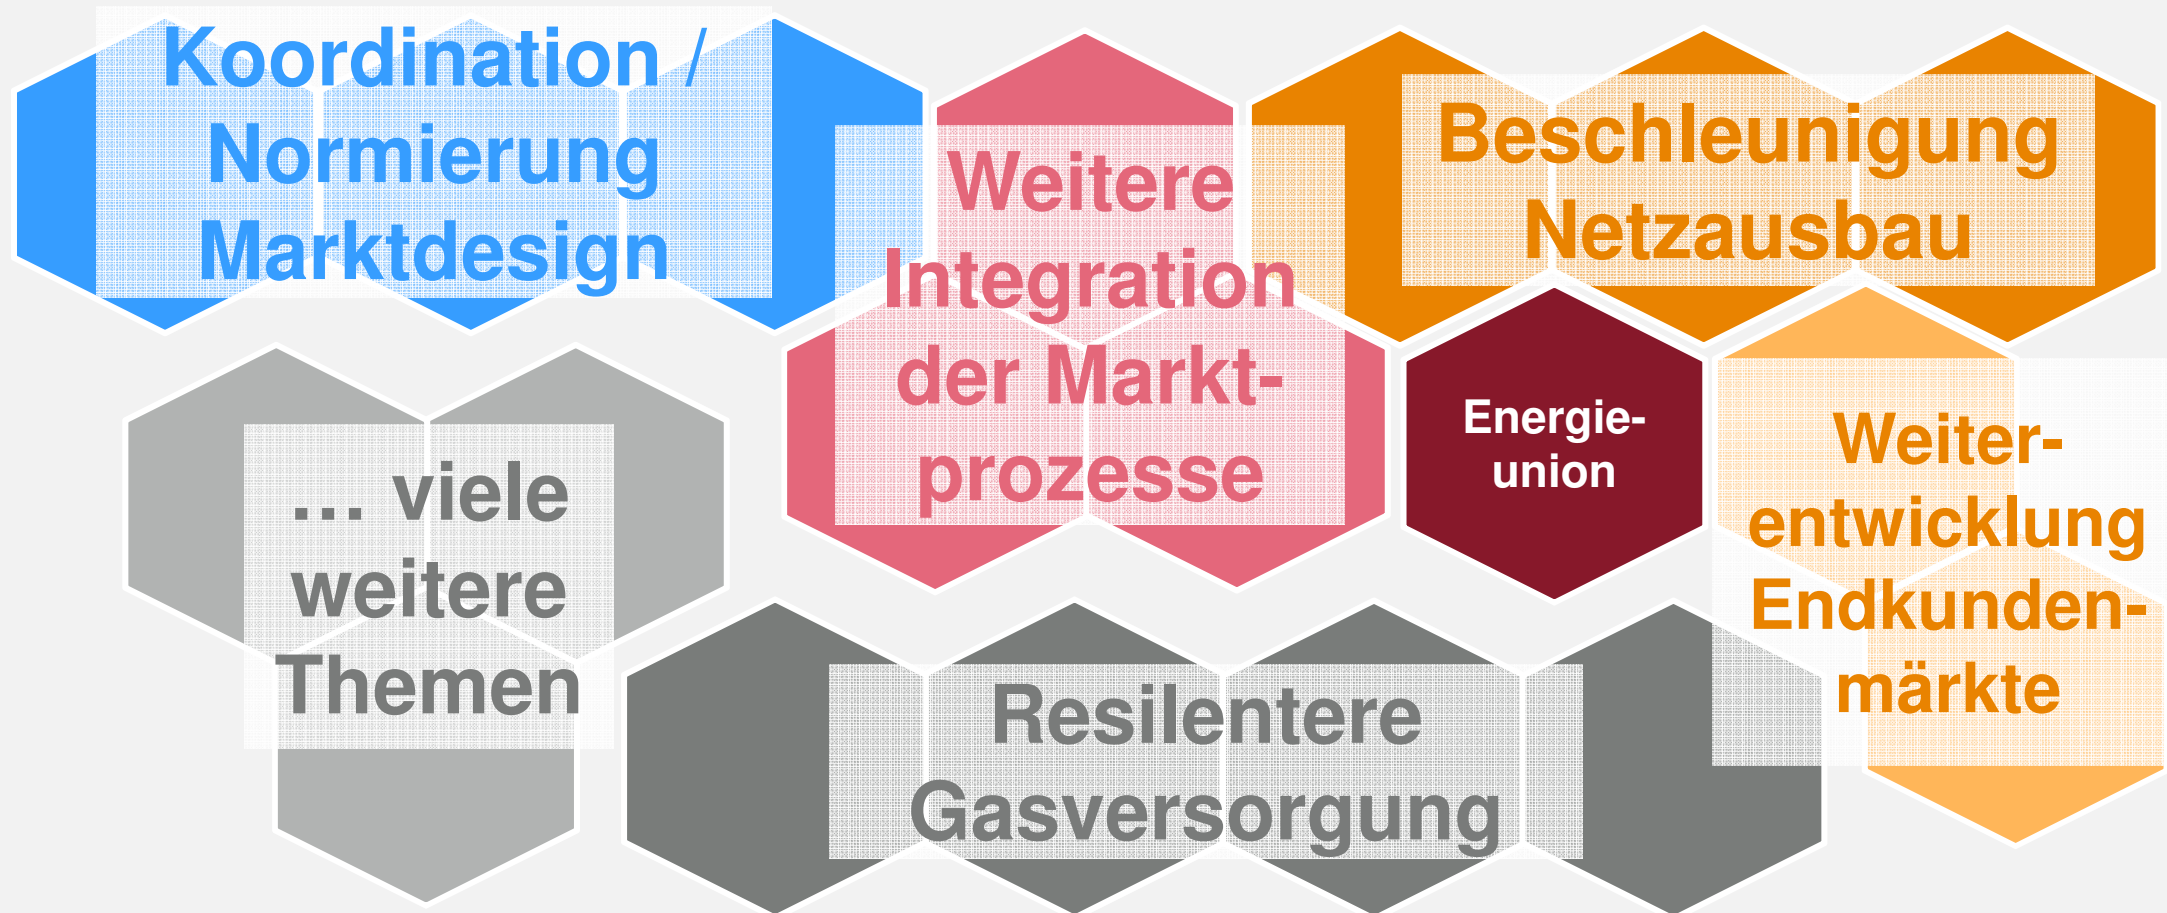 Koordination /
Normierung
Marktdesign
Weitere
Integration
der Markt-
prozesse
Beschleunigung
Netzausbau
Energie-
union
Weiter-
entwicklung
Endkunden-
märkte
... viele
weitere
Themen
Resilentere
Gasversorgung